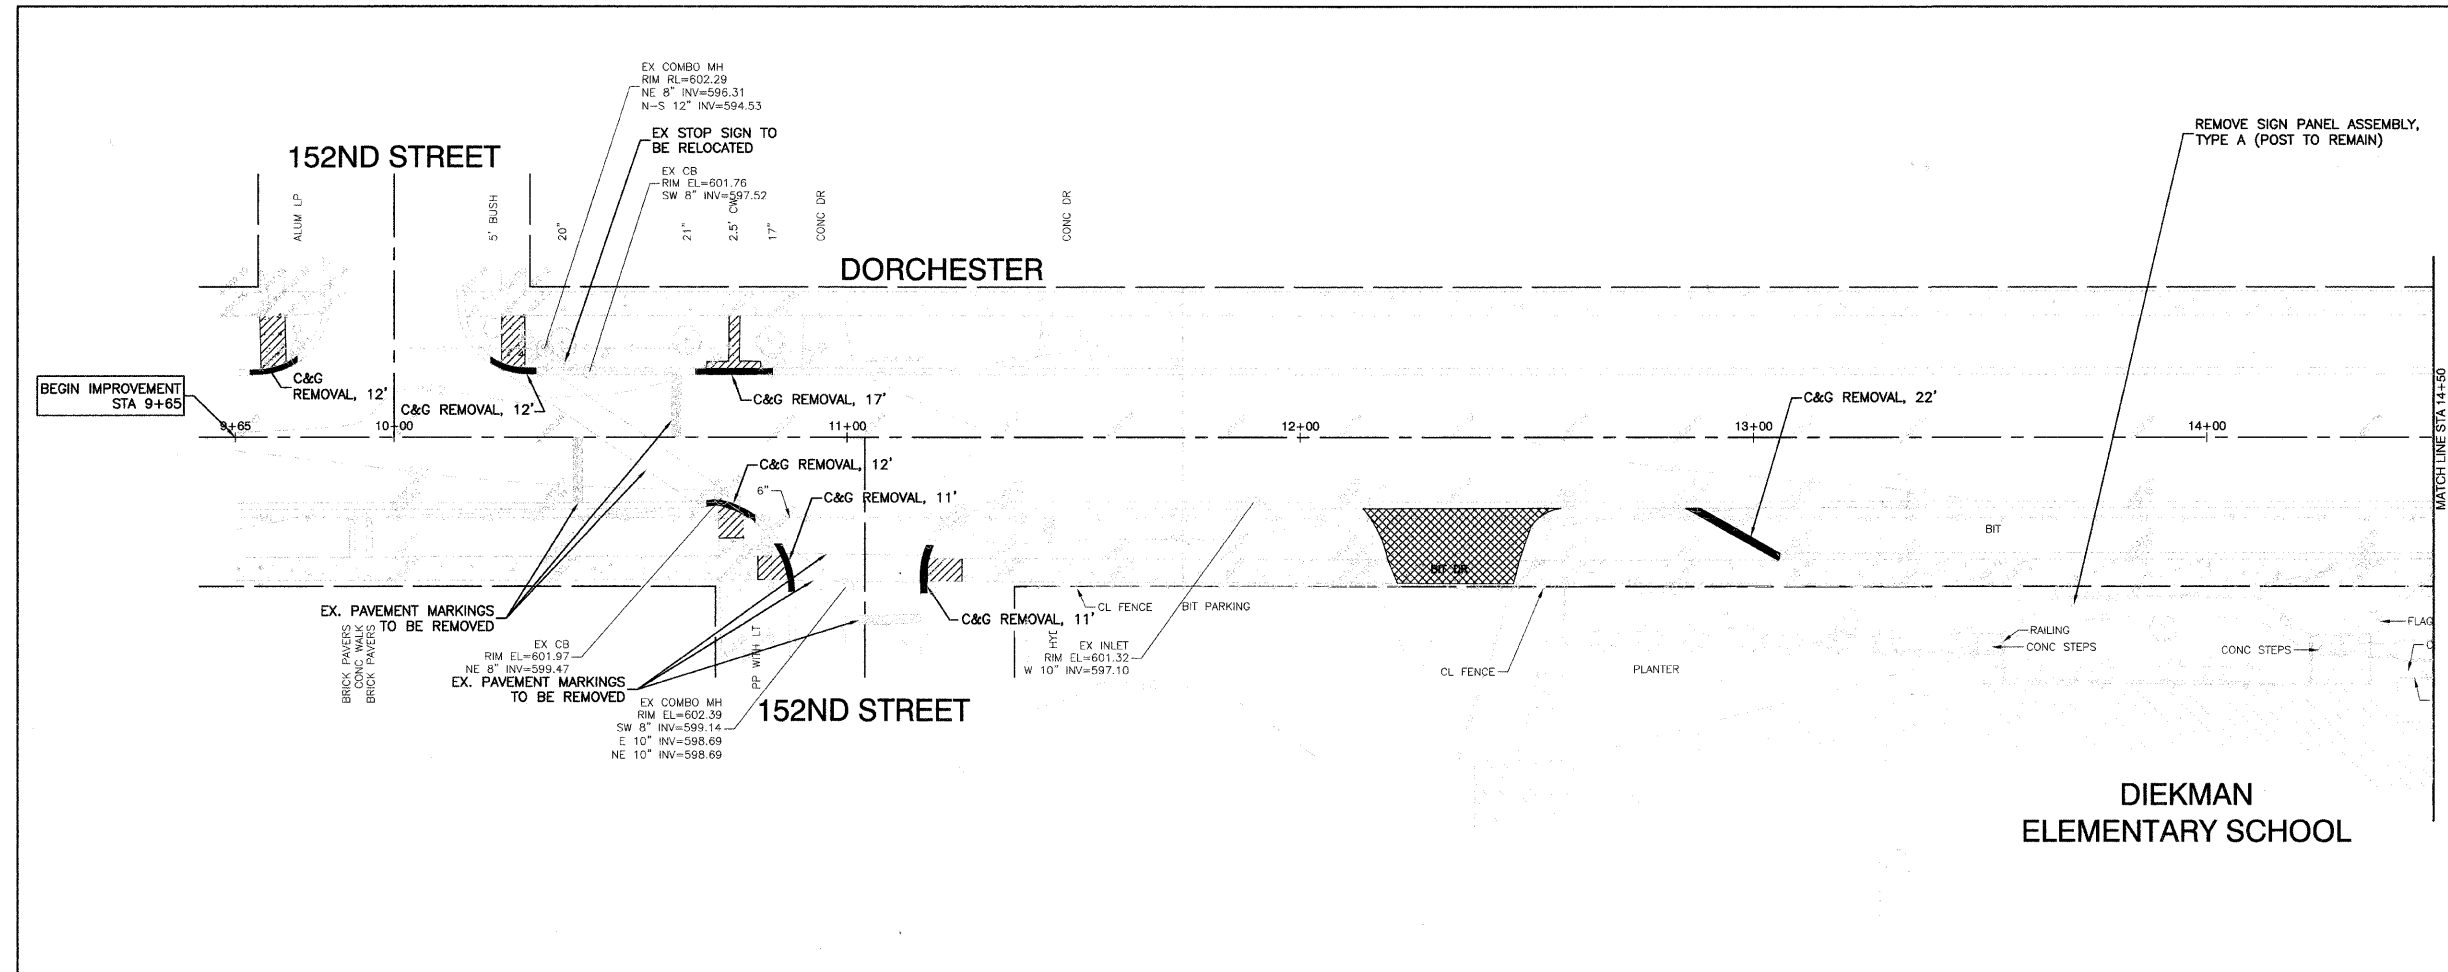 EX COMBO MH
RIM RL=602.29
NE 8" INV=596.31
N-S 12" INV=594.53
EX STOP SIGN TO
BE RELOCATED
EX CB
RIM EL=601.76
SW 8" INV=597.52
REMOVE SIGN PANEL ASSEMBLY,
TYPE A (POST TO REMAIN)
152ND STREET
ALUM LP
5' BUSH
20"
21"
2.5' CW
17"
CONC DR
CONC DR
DORCHESTER
BEGIN IMPROVEMENT
STA 9+65
C&G
REMOVAL, 12'
C&G REMOVAL, 12'
C&G REMOVAL, 17'
C&G REMOVAL, 22'
MATCH LINE STA 14+50
9+65
10+00
11+00
12+00
13+00
14+00
C&G REMOVAL, 12'
6"
C&G REMOVAL, 11'
BIT
BIT DR
EX. PAVEMENT MARKINGS
TO BE REMOVED
CL FENCE
BIT PARKING
C&G REMOVAL, 11'
BRICK PAVERS
CONC WALK
BRICK PAVERS
EX CB
RIM EL=601.97
NE 8" INV=599.47
EX. PAVEMENT MARKINGS
TO BE REMOVED
PP WITH LT
HYD
EX INLET
RIM EL=601.32
W 10" INV=597.10
CL FENCE
PLANTER
RAILING
CONC STEPS
CONC STEPS
FLAG
EX COMBO MH
RIM EL=602.39
SW 8" INV=599.14
E 10" INV=598.69
NE 10" INV=598.69
152ND STREET
DIEKMAN
ELEMENTARY SCHOOL